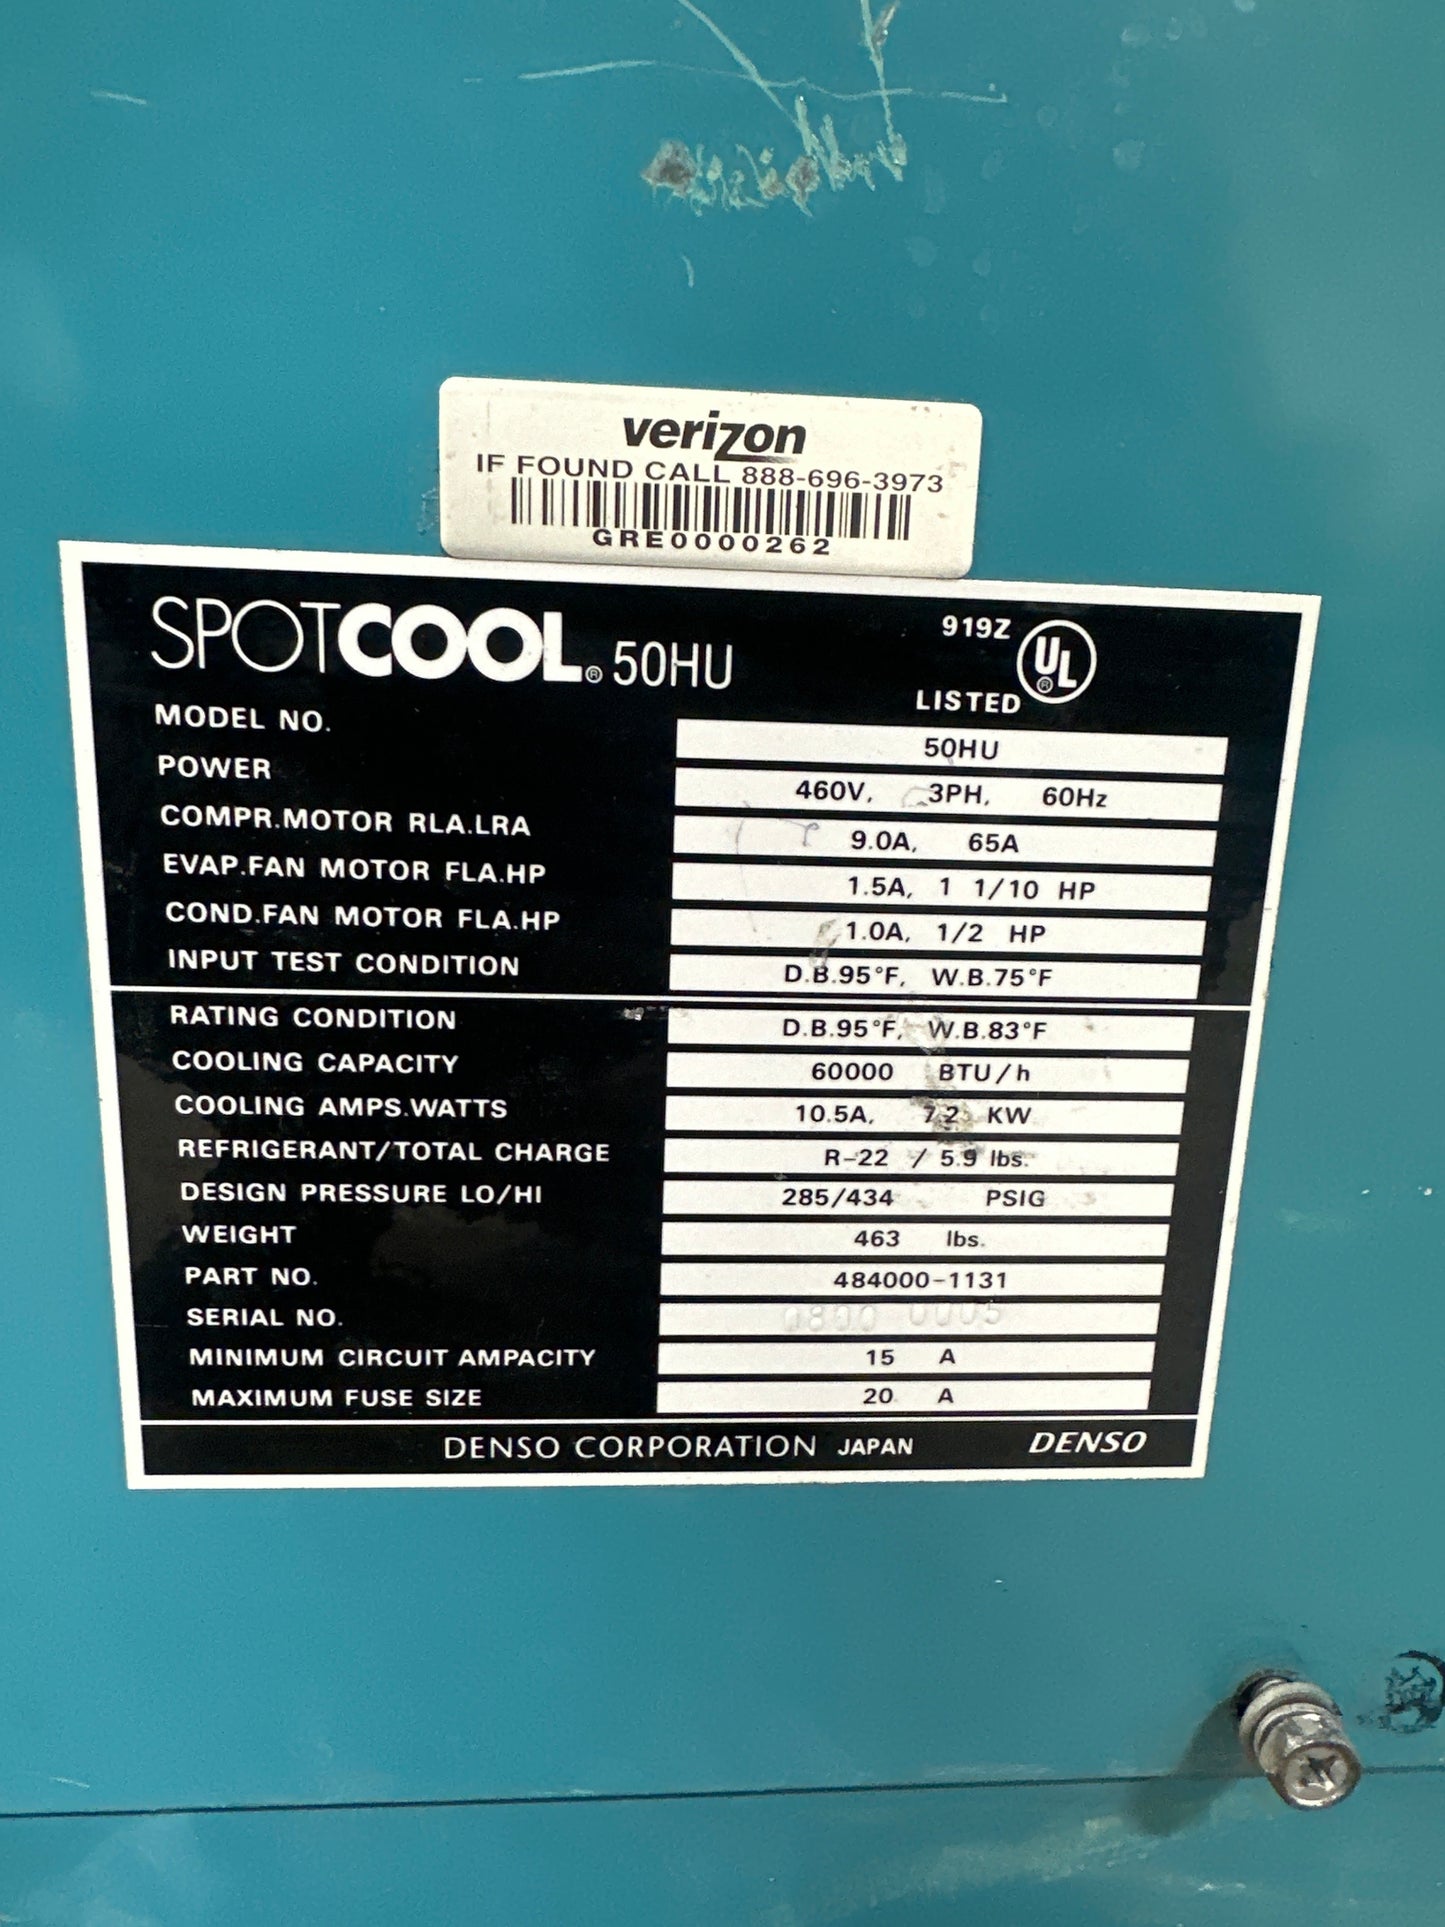 verizon
IF FOUND CALL 888-696-3973
GRE0000262
SPOTCOOL® 50HU
919Z
UL®
LISTED
MODEL NO. 50HU
POWER 460V, 3PH, 60Hz
COMPR.MOTOR RLA.LRA 9.0A, 65A
EVAP.FAN MOTOR FLA.HP 1.5A, 1 1/10 HP
COND.FAN MOTOR FLA.HP 1.0A, 1/2 HP
INPUT TEST CONDITION D.B.95°F, W.B.75°F
RATING CONDITION D.B.95°F, W.B.83°F
COOLING CAPACITY 60000 BTU/h
COOLING AMPS.WATTS 10.5A, 7.2 KW
REFRIGERANT/TOTAL CHARGE R-22 / 5.9 lbs.
DESIGN PRESSURE LO/HI 285/434 PSIG
WEIGHT 463 lbs.
PART NO. 484000-1131
SERIAL NO. 0800 0005
MINIMUM CIRCUIT AMPACITY 15 A
MAXIMUM FUSE SIZE 20 A
DENSO CORPORATION JAPAN DENSO